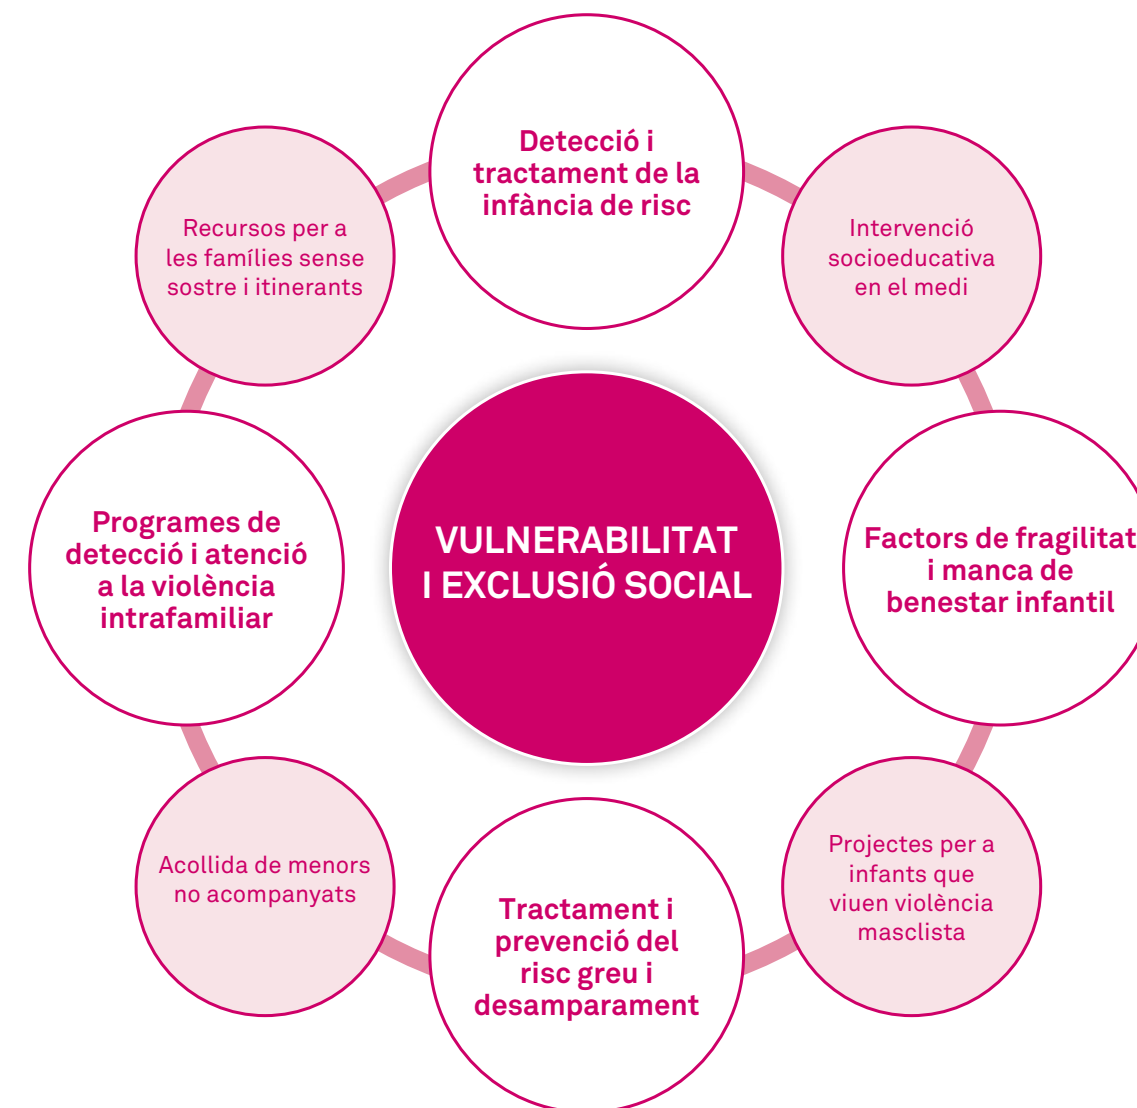 Detecció i
tractament de la
infància de risc
Recursos per a
les famílies sense
sostre i itinerants
Intervenció
socioeducativa
en el medi
Programes de
detecció i atenció
a la violència
intrafamiliar
VULNERABILITAT
I EXCLUSIÓ SOCIAL
Factors de fragilitat
i manca de
benestar infantil
Acollida de menors
no acompanyats
Tractament i
prevenció del
risc greu i
desamparament
Projectes per a
infants que
viuen violència
masclista